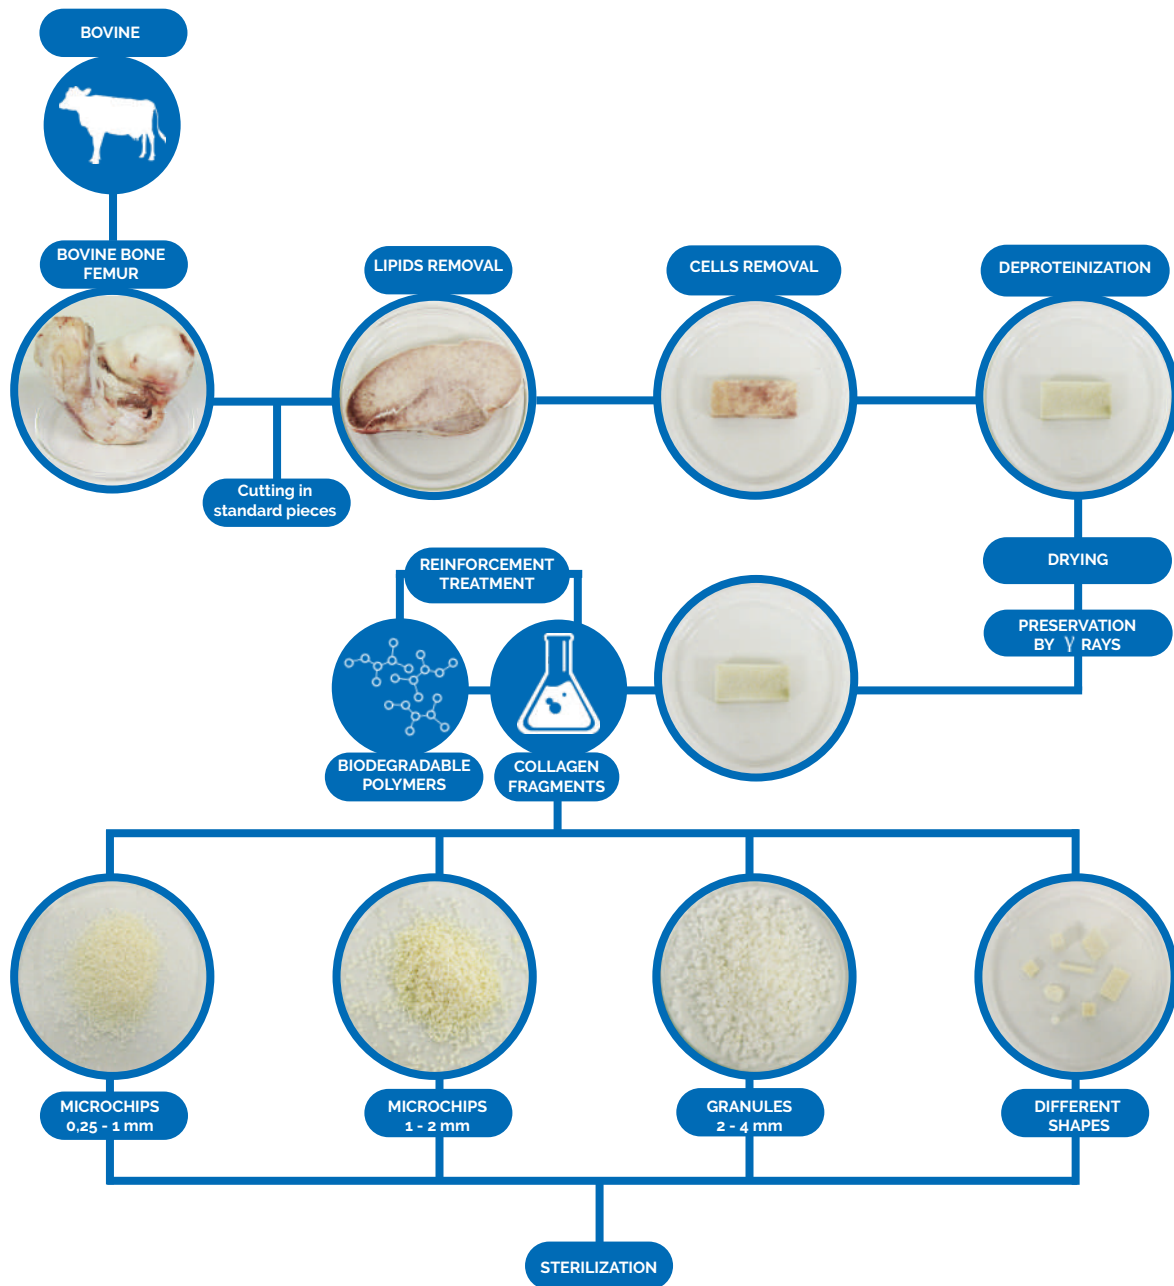 BOVINE
BOVINE BONE
FEMUR
LIPIDS REMOVAL
CELLS REMOVAL
DEPROTEINIZATION
Cutting in
standard pieces
DRYING
PRESERVATION
BY γ RAYS
REINFORCEMENT
TREATMENT
BIODEGRADABLE
POLYMERS
COLLAGEN
FRAGMENTS
MICROCHIPS
0,25 - 1 mm
MICROCHIPS
1 - 2 mm
GRANULES
2 - 4 mm
DIFFERENT
SHAPES
STERILIZATION